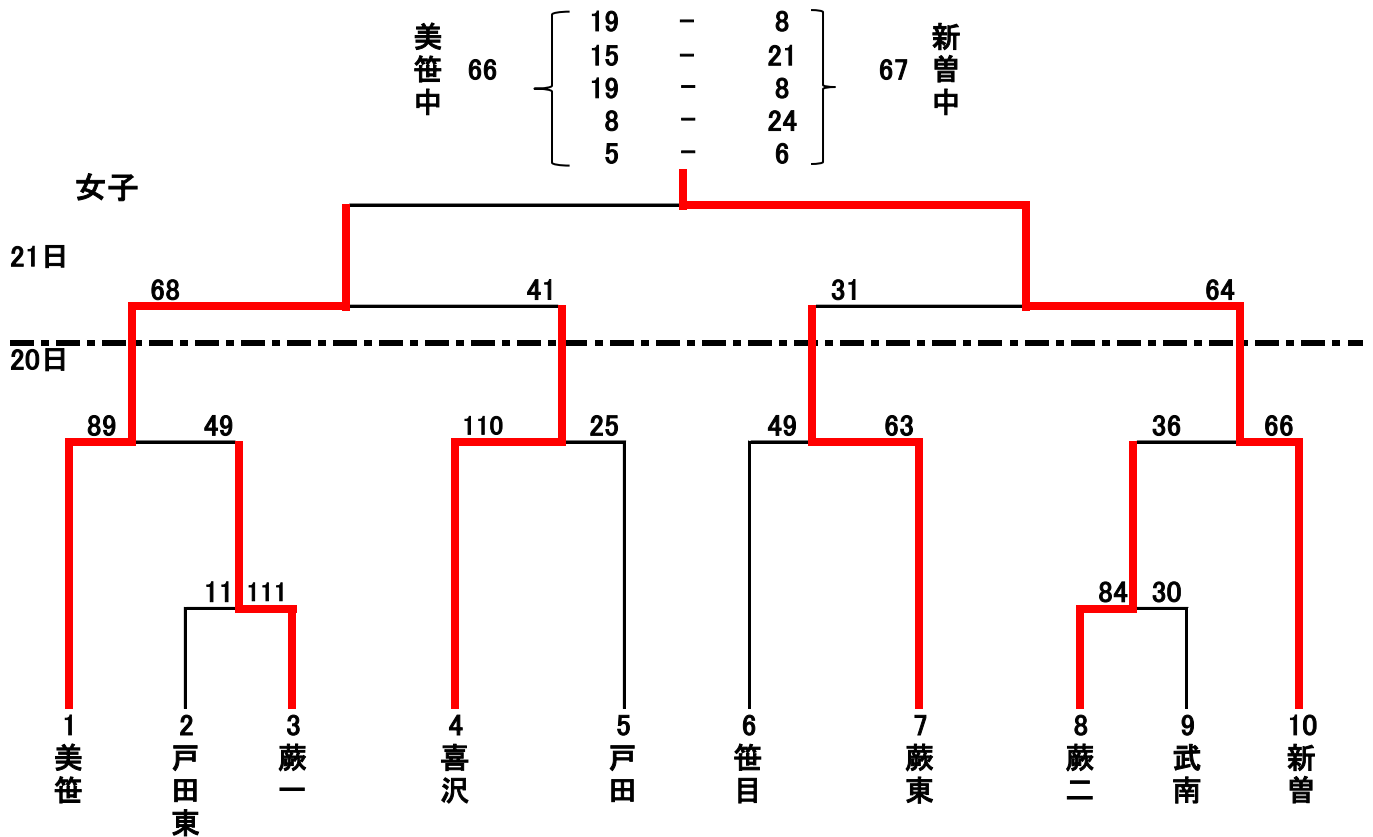 美笹中 66
19 － 8
15 － 21
19 － 8
8 － 24
5 － 6
67 新曽中
女子
21日
68 41 31 64
20日
89 49 110 25 49 63 36 66
11 111 84 30
1 2 3 4 5 6 7 8 9 10
美笹 戸田東 蕨一 喜沢 戸田 笹目 蕨東 蕨二 武南 新曽